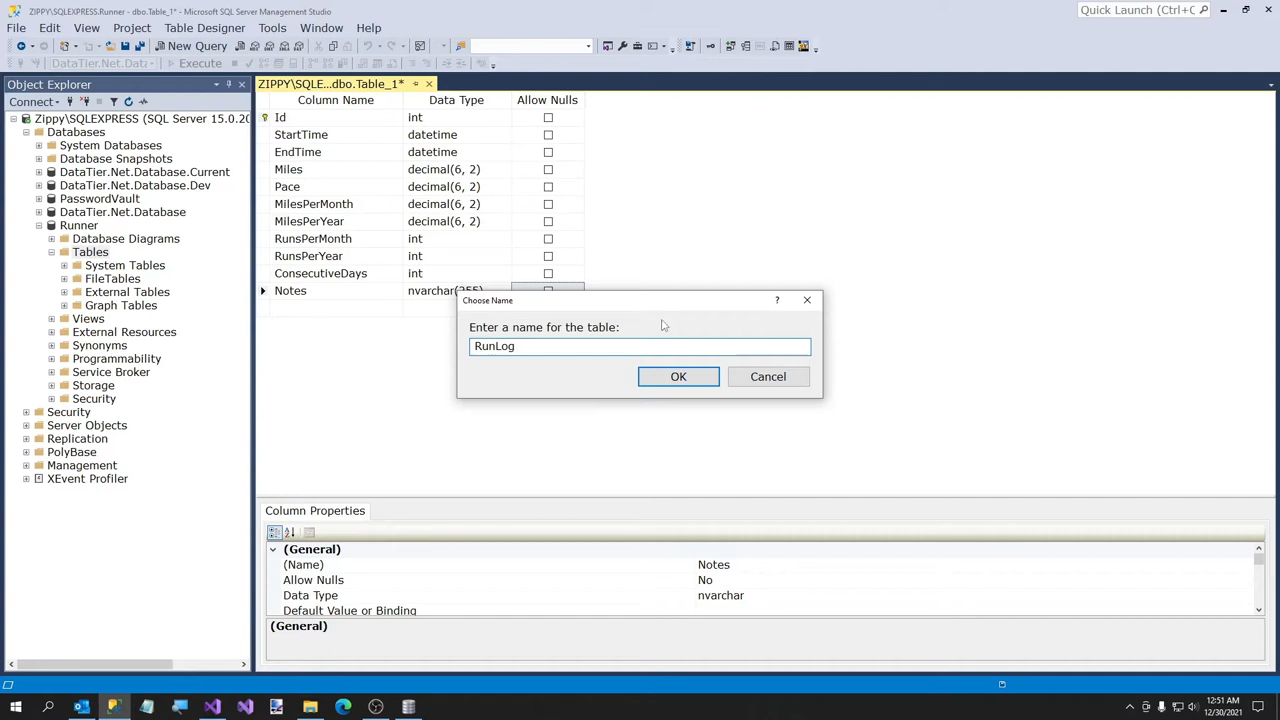 ZIPPY\SQLEXPRESS.Runner - dbo.Table_1* - Microsoft SQL Server Management Studio
Quick Launch (Ctrl+Q)
File Edit View Project Table Designer Tools Window Help
New Query
DataTier.Net.Data
Execute
Object Explorer
ZIPPY\SQLE...dbo.Table_1*
Connect
Zippy\SQLEXPRESS (SQL Server 15.0.20
Databases
System Databases
Database Snapshots
DataTier.Net.Database.Current
DataTier.Net.Database.Dev
PasswordVault
DataTier.Net.Database
Runner
Database Diagrams
Tables
System Tables
FileTables
External Tables
Graph Tables
Views
External Resources
Synonyms
Programmability
Service Broker
Storage
Security
Security
Server Objects
Replication
PolyBase
Management
XEvent Profiler
Column Name Data Type Allow Nulls
Id int
StartTime datetime
EndTime datetime
Miles decimal(6, 2)
Pace decimal(6, 2)
MilesPerMonth decimal(6, 2)
MilesPerYear decimal(6, 2)
RunsPerMonth int
RunsPerYear int
ConsecutiveDays int
Notes nvarchar(255)
Choose Name
Enter a name for the table:
RunLog
OK Cancel
Column Properties
(General)
(Name) Notes
Allow Nulls No
Data Type nvarchar
Default Value or Binding
(General)
12:51 AM
12/30/2021